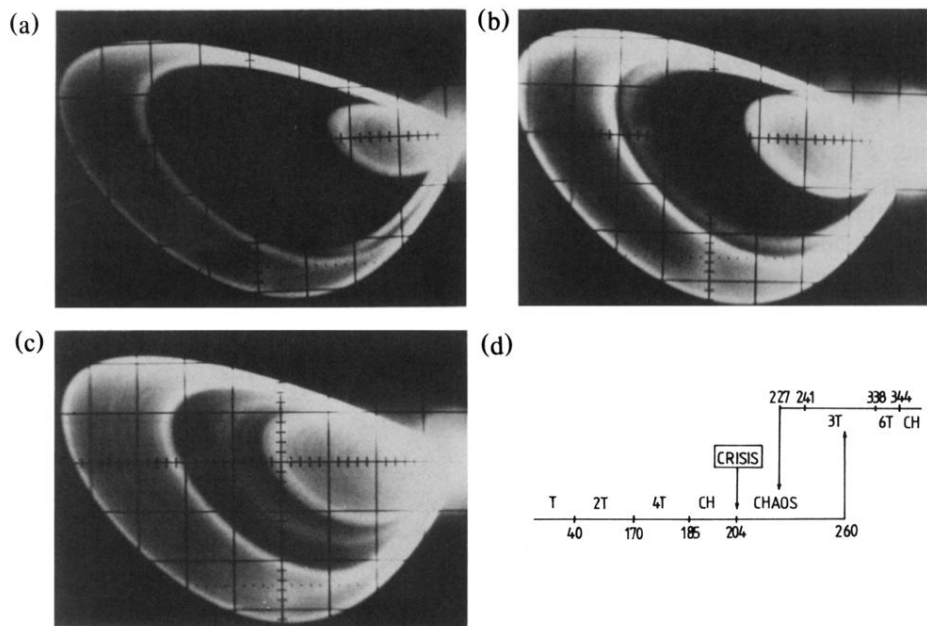 (a)
(b)
(c)
(d)
227 241 338 344
3T 6T CH
CRISIS
T 2T 4T CH CHAOS
40 170 185 204 260